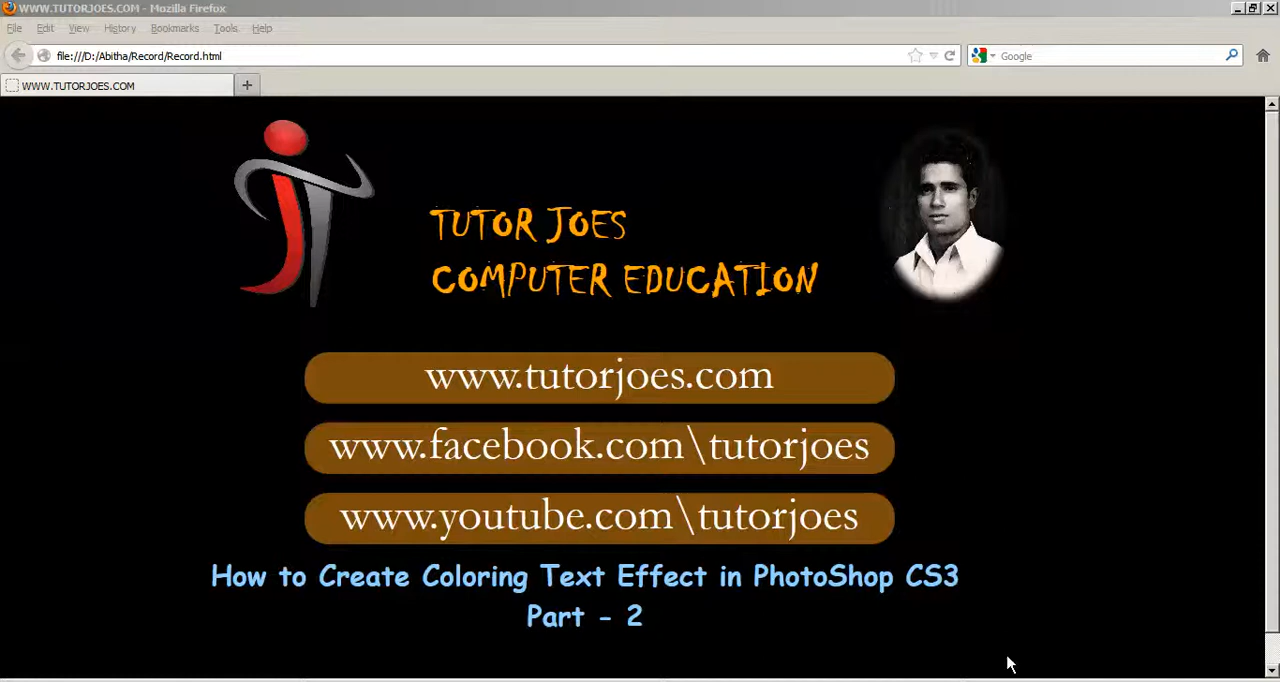 WWW.TUTORJOES.COM - Mozilla Firefox
File Edit View History Bookmarks Tools Help
file:///D:/Abitha/Record/Record.html
Google
WWW.TUTORJOES.COM
TUTOR JOES
COMPUTER EDUCATION
www.tutorjoes.com
www.facebook.com\tutorjoes
www.youtube.com\tutorjoes
How to Create Coloring Text Effect in PhotoShop CS3
Part - 2